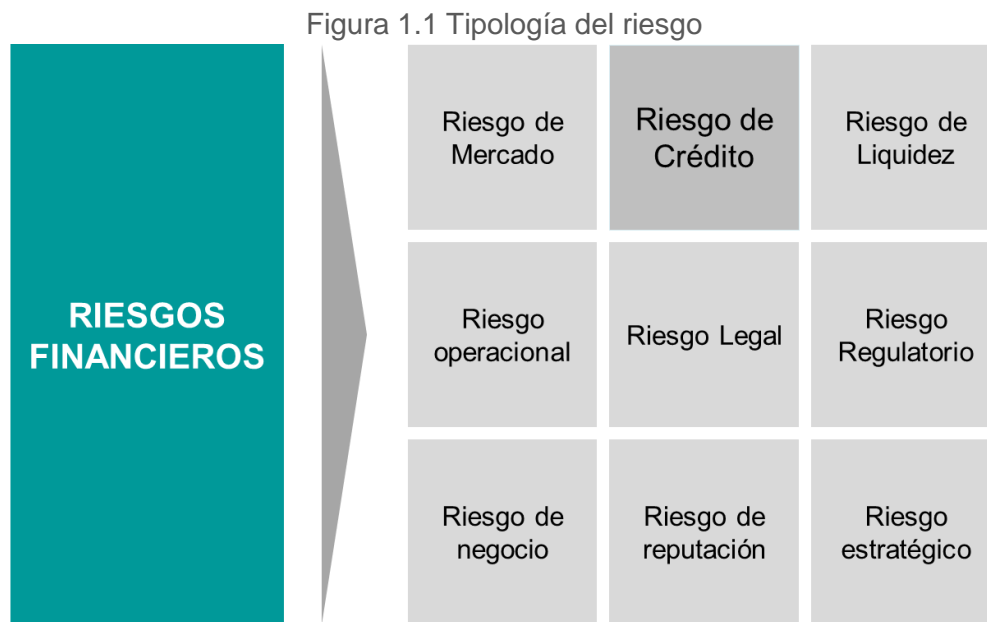 Figura 1.1 Tipología del riesgo
RIESGOS
FINANCIEROS
Riesgo de
Mercado
Riesgo de
Crédito
Riesgo de
Liquidez
Riesgo
operacional
Riesgo Legal
Riesgo
Regulatorio
Riesgo de
negocio
Riesgo de
reputación
Riesgo
estratégico